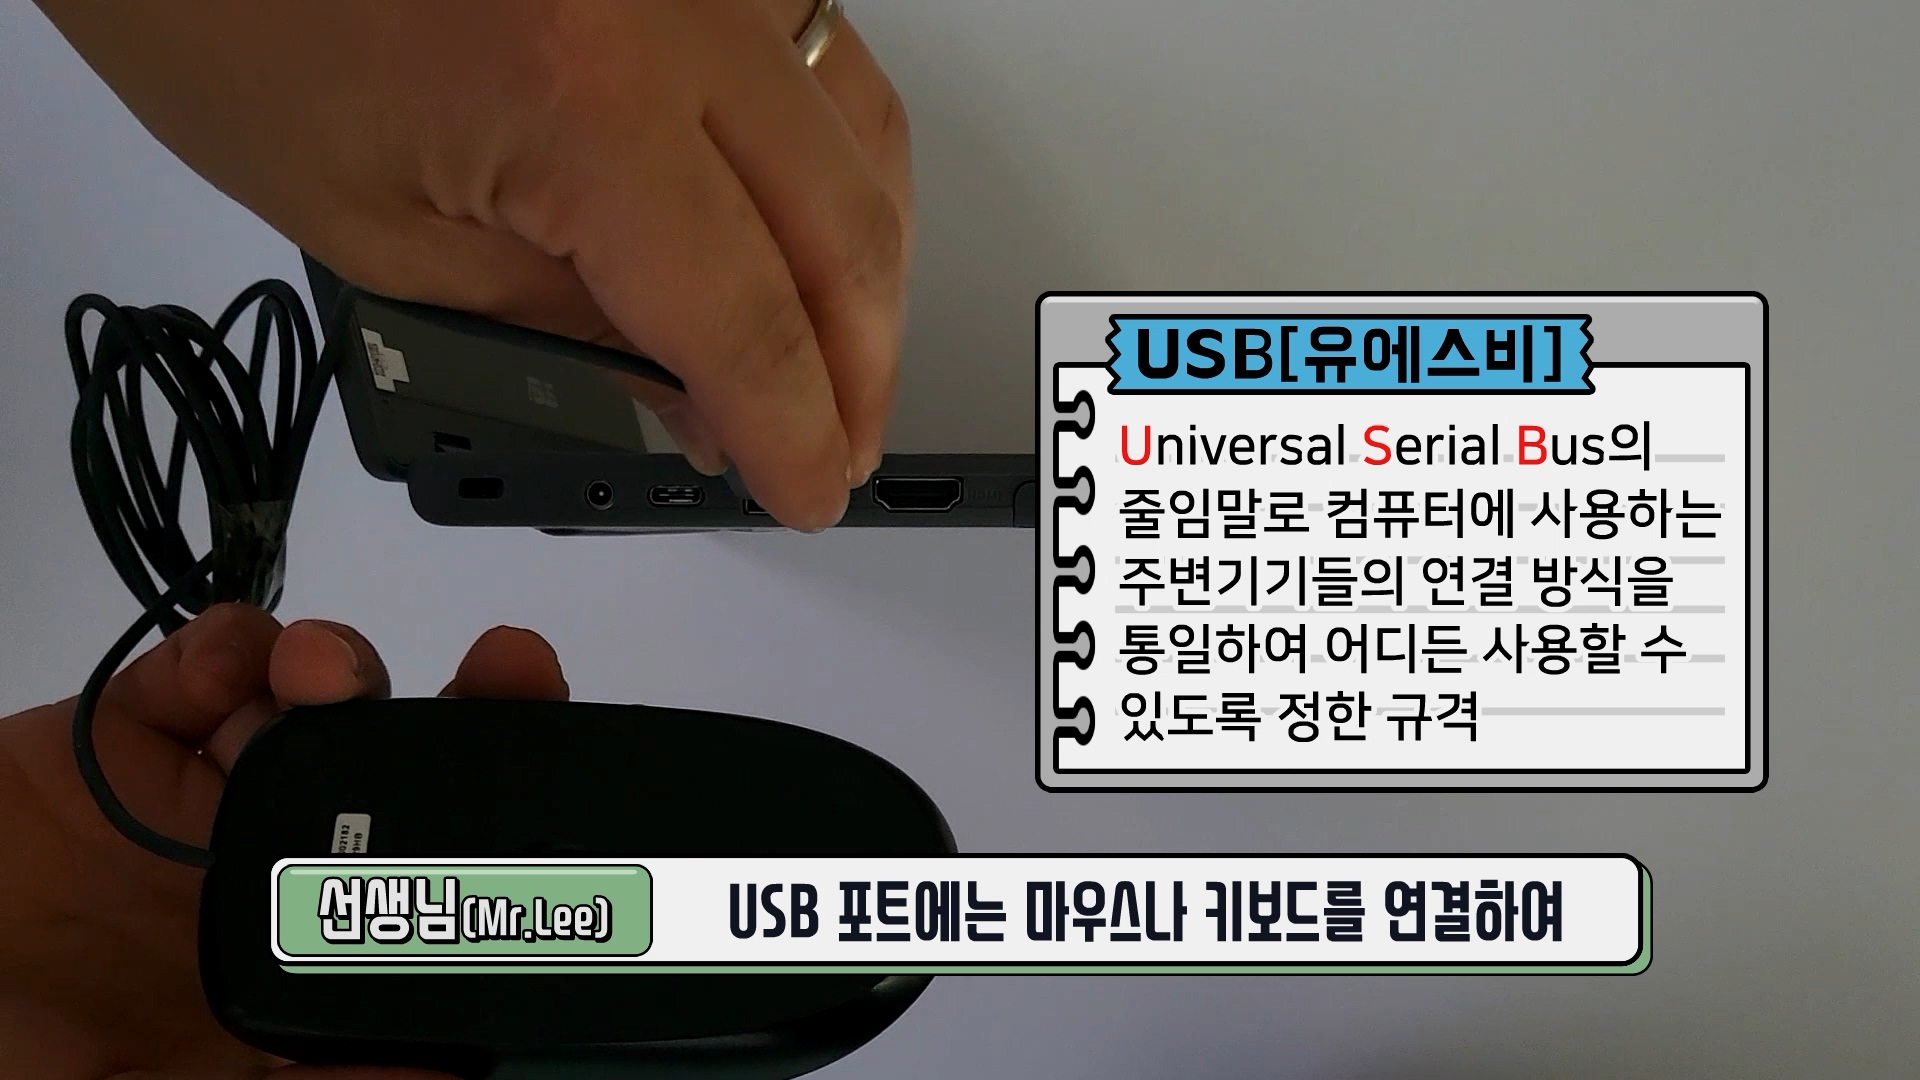 USB[유에스비]
Universal Serial Bus의
줄임말로 컴퓨터에 사용하는
주변기기들의 연결 방식을
통일하여 어디든 사용할 수
있도록 정한 규격
HDMI
선생님(Mr.Lee) USB 포트에는 마우스나 키보드를 연결하여